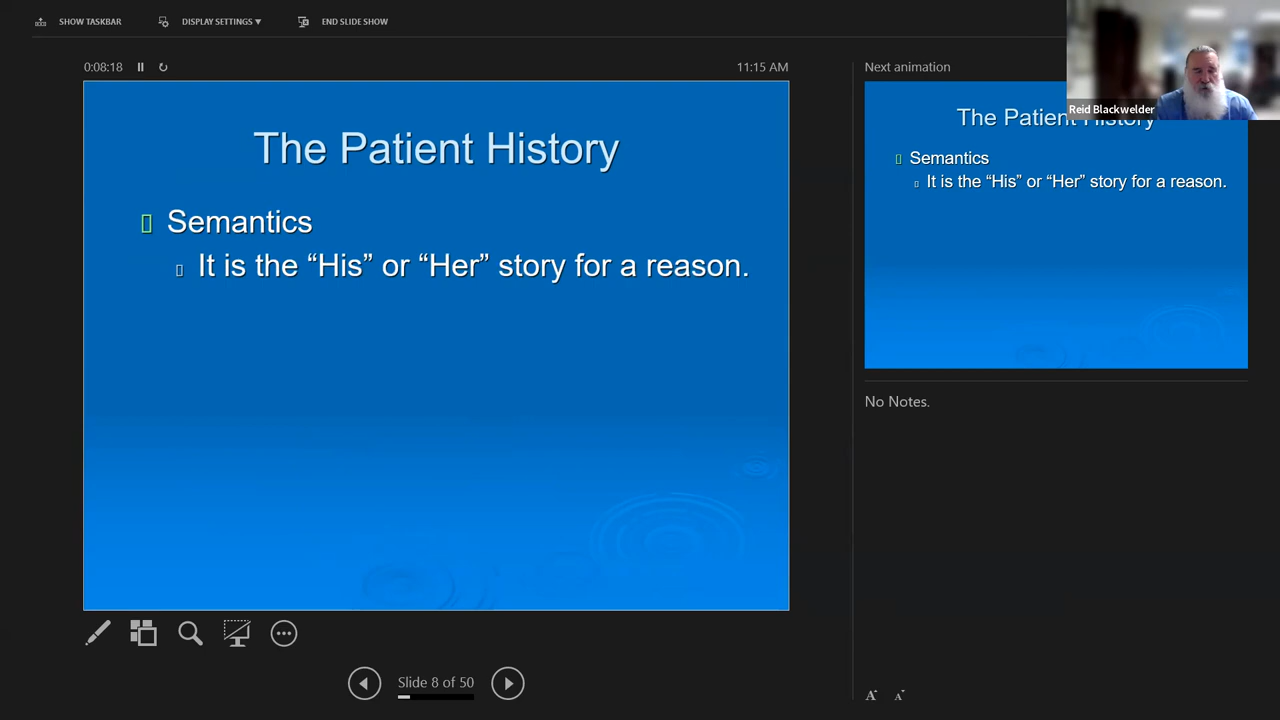 SHOW TASKBAR
DISPLAY SETTINGS ▾
END SLIDE SHOW
0:08:18
11:15 AM
The Patient History
Semantics
It is the “His” or “Her” story for a reason.
Slide 8 of 50
Next animation
Reid Blackwelder
The Patient History
Semantics
It is the “His” or “Her” story for a reason.
No Notes.
A A